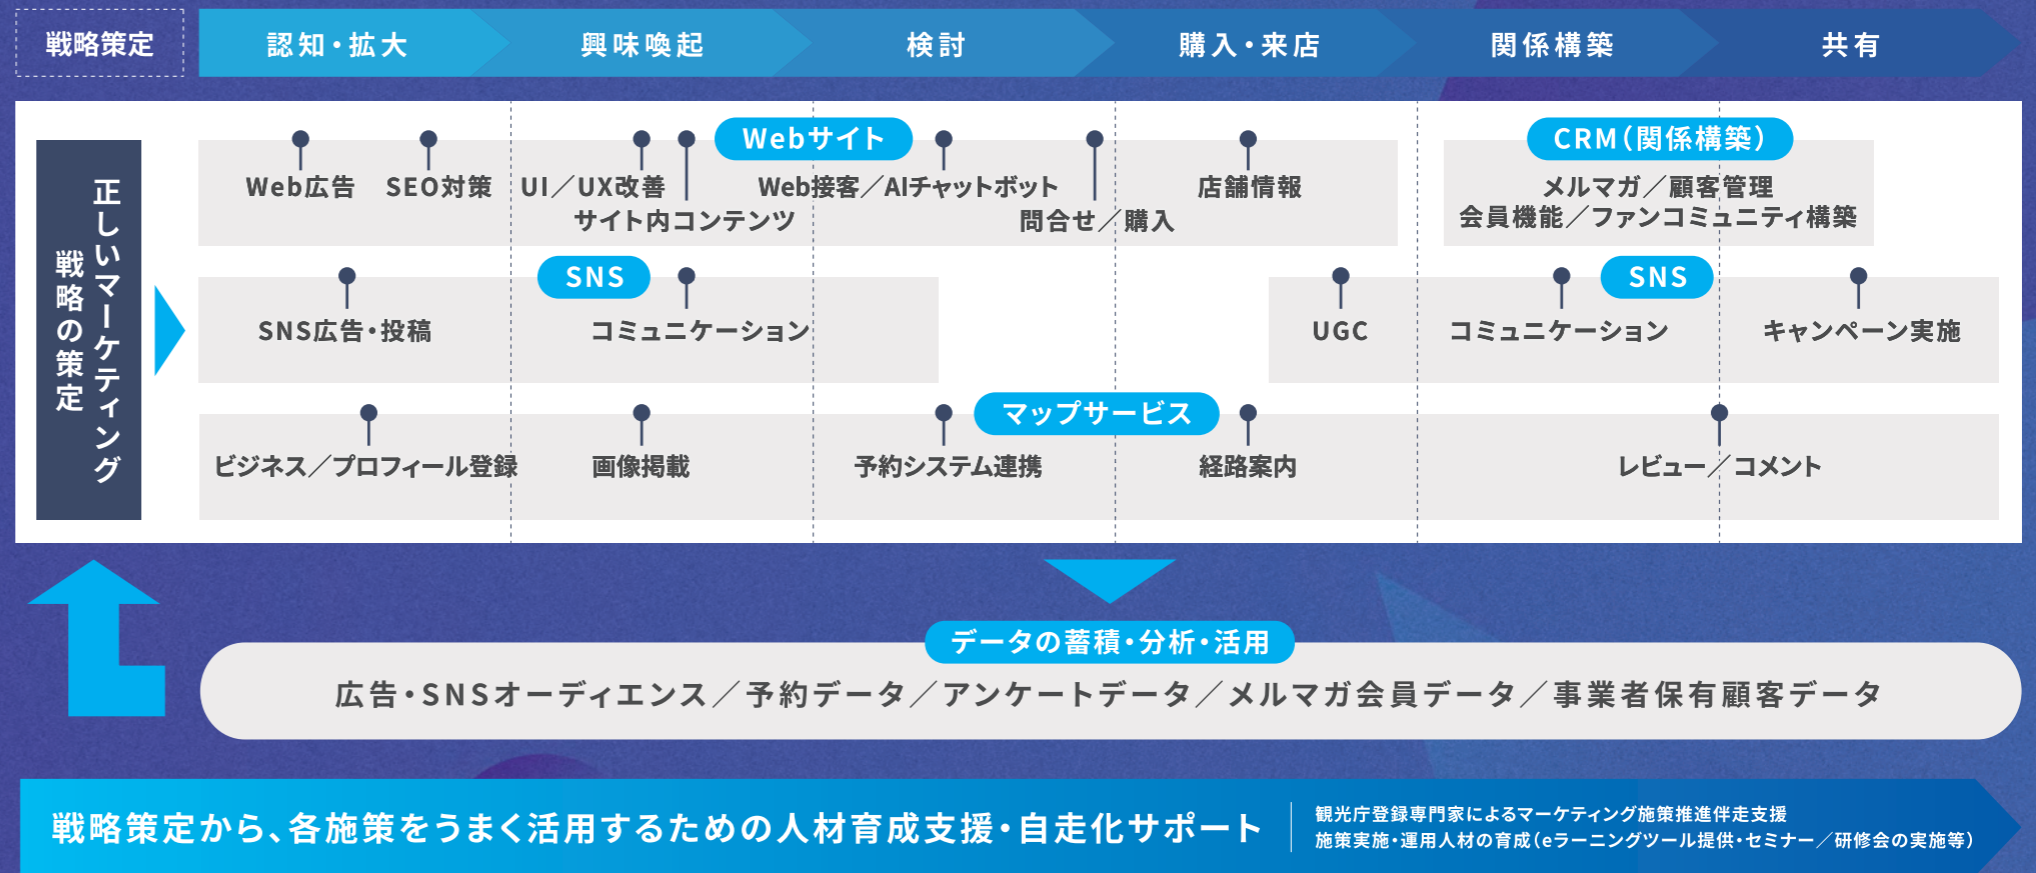 戦略策定
認知・拡大
興味喚起
検討
購入・来店
関係構築
共有
正しいマーケティング
戦略の策定
Webサイト
Web広告
SEO対策
UI／UX改善
サイト内コンテンツ
Web接客／AIチャットボット
問合せ／購入
店舗情報
CRM（関係構築）
メルマガ／顧客管理
会員機能／ファンコミュニティ構築
SNS
SNS広告・投稿
コミュニケーション
SNS
UGC
コミュニケーション
キャンペーン実施
マップサービス
ビジネス／プロフィール登録
画像掲載
予約システム連携
経路案内
レビュー／コメント
データの蓄積・分析・活用
広告・SNSオーディエンス／予約データ／アンケートデータ／メルマガ会員データ／事業者保有顧客データ
戦略策定から、各施策をうまく活用するための人材育成支援・自走化サポート
観光庁登録専門家によるマーケティング施策推進伴走支援
施策実施・運用人材の育成（eラーニングツール提供・セミナー／研修会の実施等）